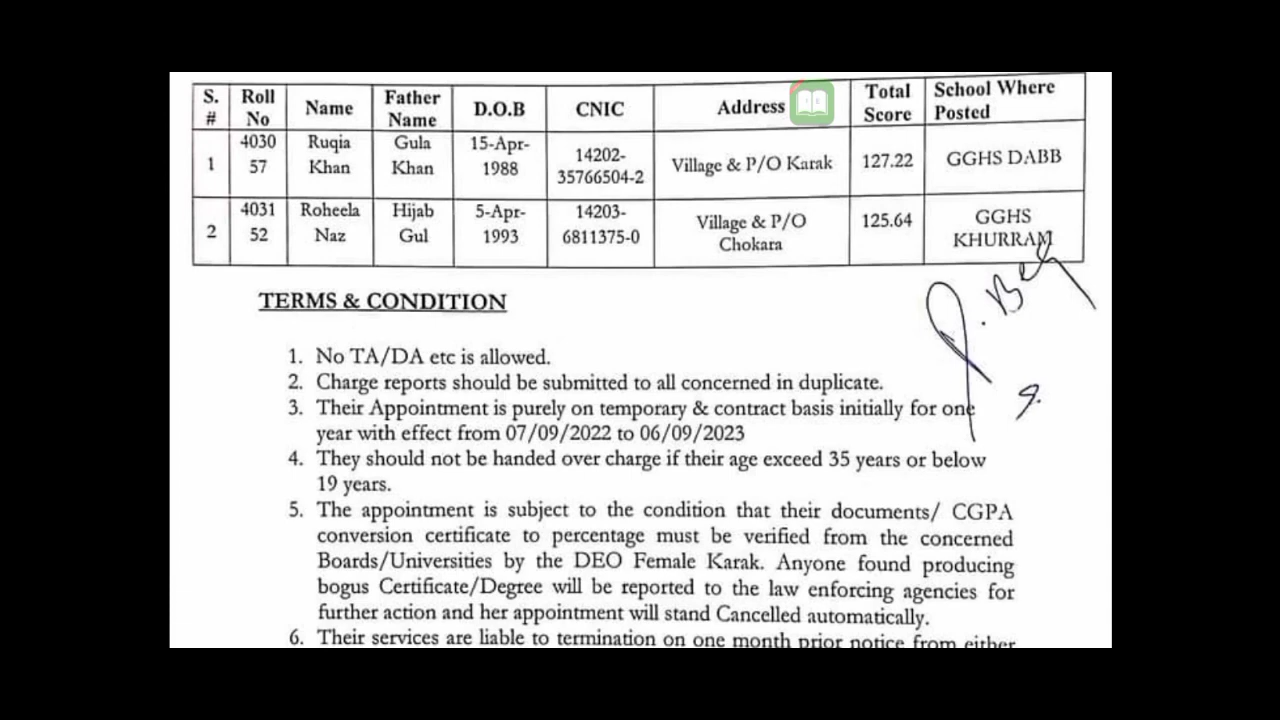 S. # Roll No Name Father Name D.O.B CNIC Address Total Score School Where Posted
1 4030 57 Ruqia Khan Gula Khan 15-Apr-1988 14202-35766504-2 Village & P/O Karak 127.22 GGHS DABB
2 4031 52 Roheela Naz Hijab Gul 5-Apr-1993 14203-6811375-0 Village & P/O Chokara 125.64 GGHS KHURRAM
TERMS & CONDITION
1. No TA/DA etc is allowed.
2. Charge reports should be submitted to all concerned in duplicate.
3. Their Appointment is purely on temporary & contract basis initially for one
year with effect from 07/09/2022 to 06/09/2023
4. They should not be handed over charge if their age exceed 35 years or below
19 years.
5. The appointment is subject to the condition that their documents/ CGPA
conversion certificate to percentage must be verified from the concerned
Boards/Universities by the DEO Female Karak. Anyone found producing
bogus Certificate/Degree will be reported to the law enforcing agencies for
further action and her appointment will stand Cancelled automatically.
6. Their services are liable to termination on one month prior notice from either